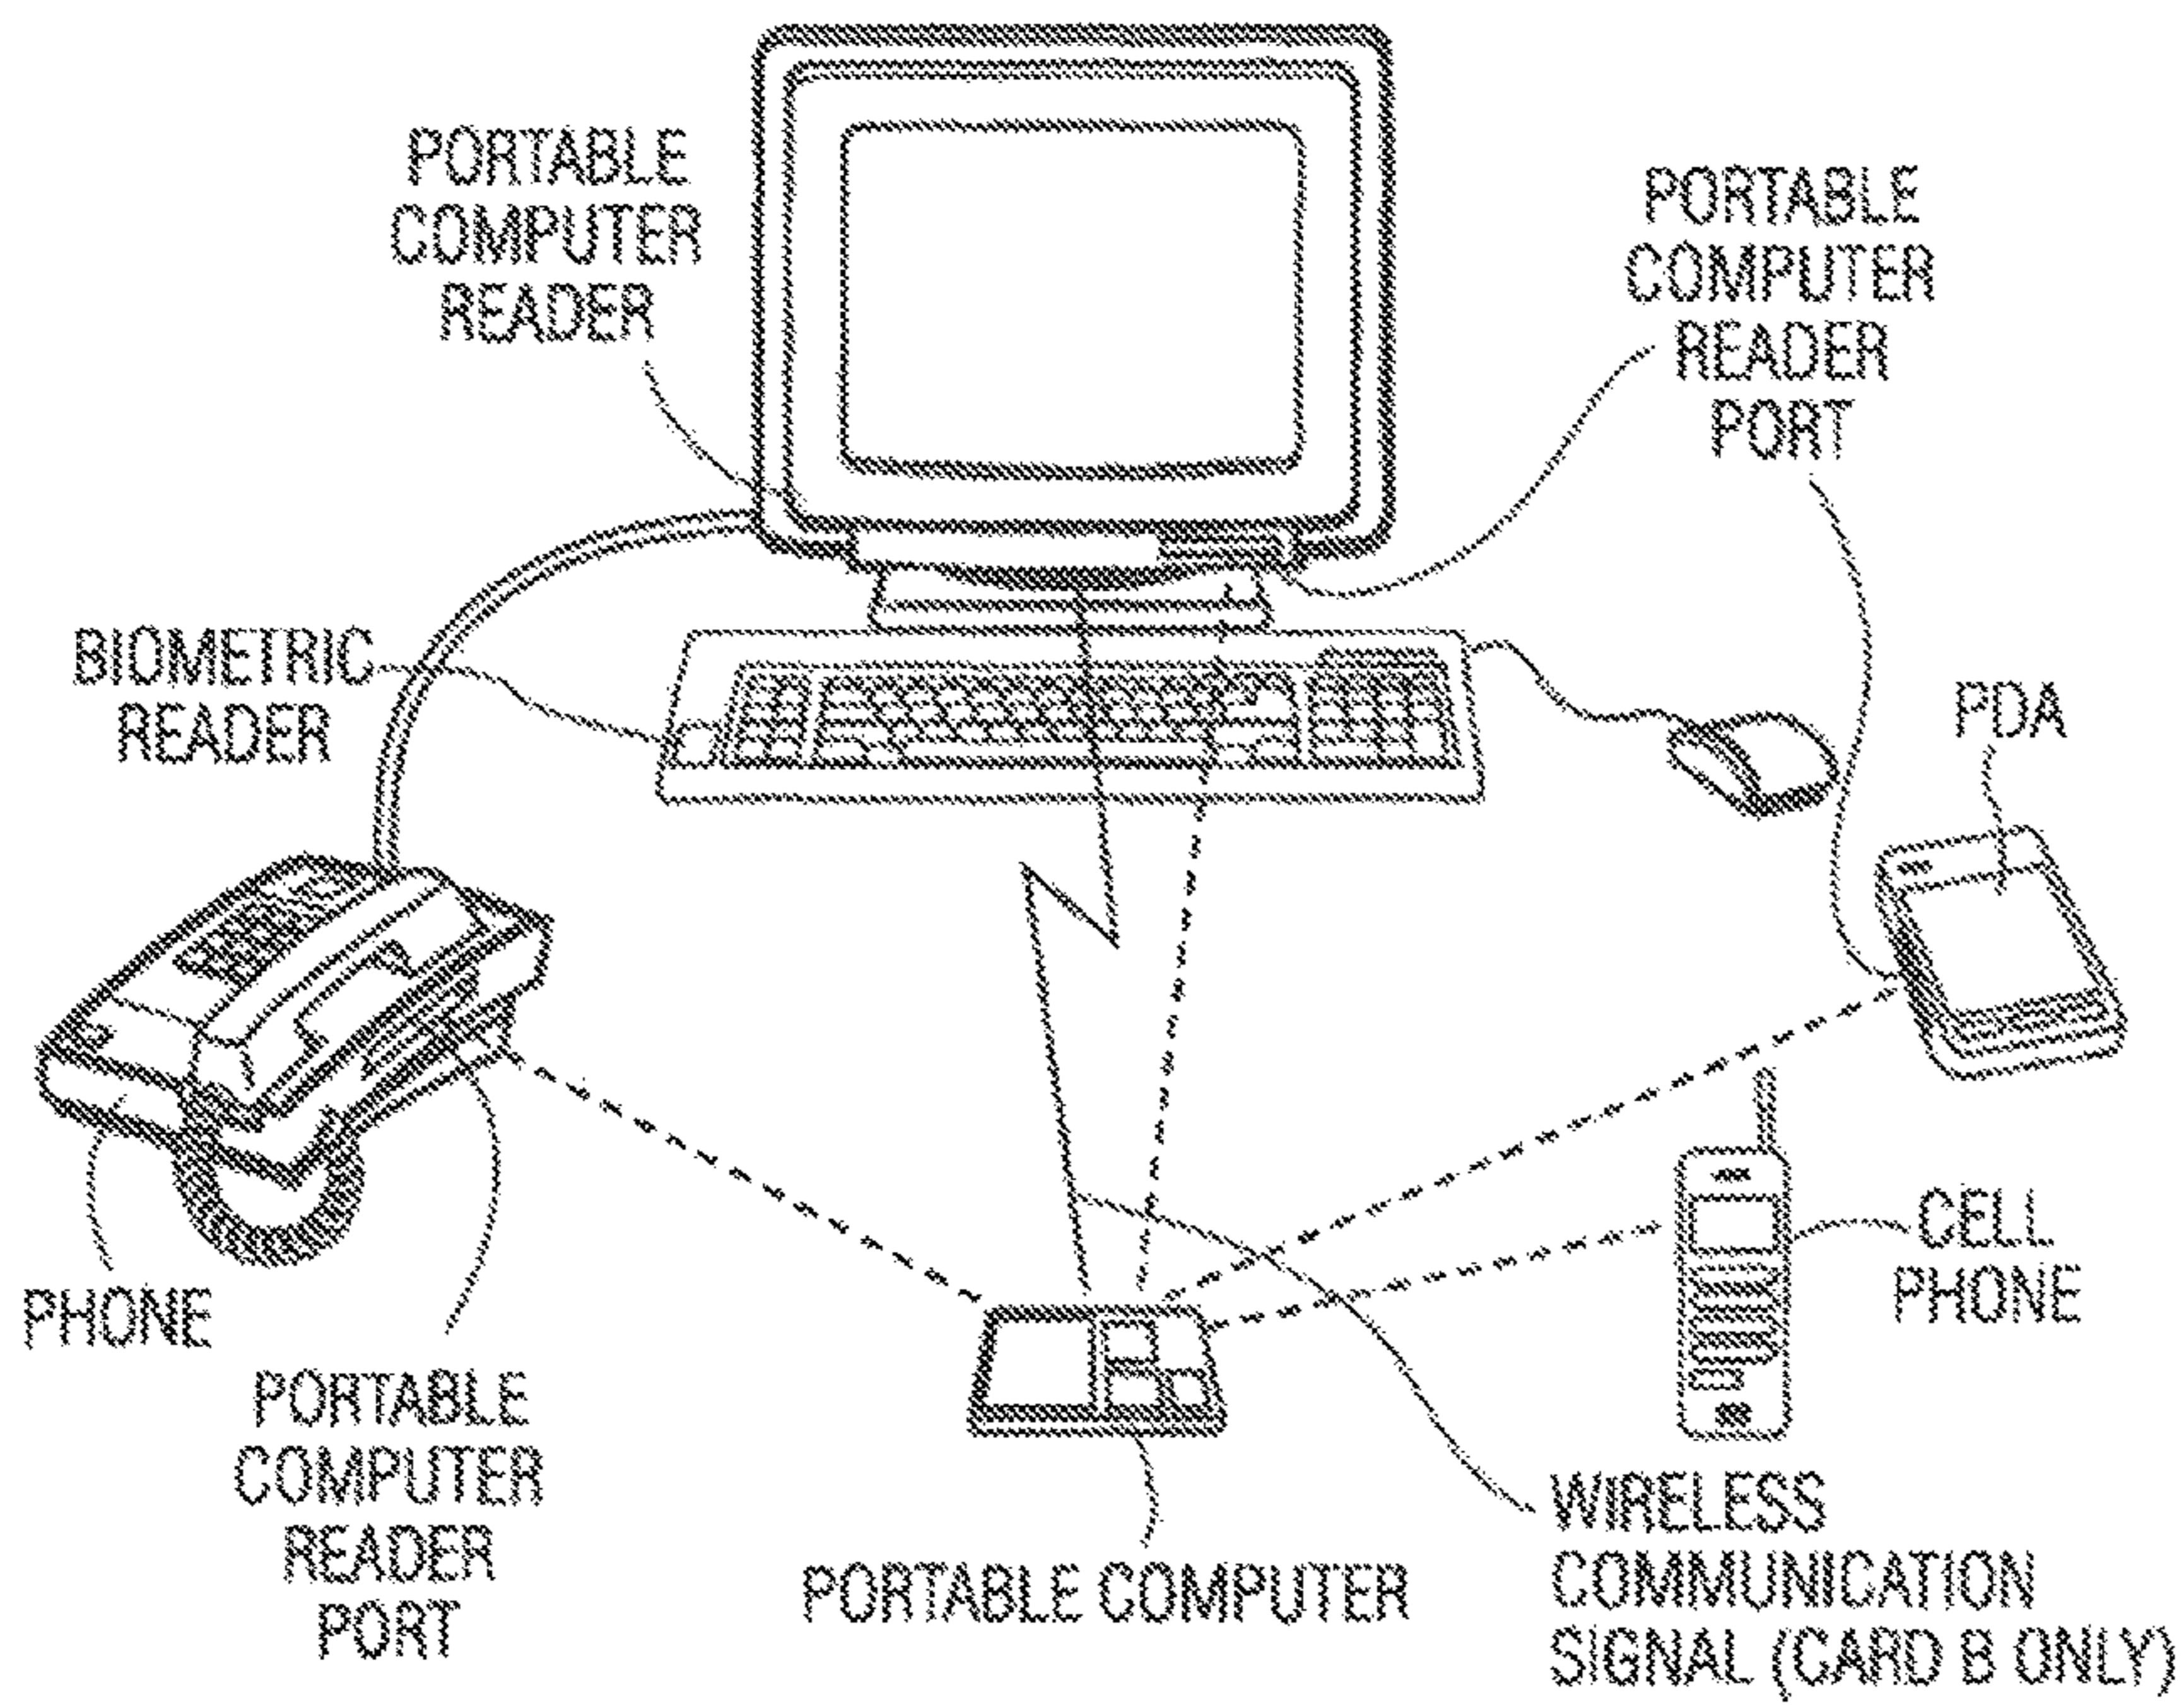 PORTABLE
COMPUTER
READER
PORTABLE
COMPUTER
READER
PORT
BIOMETRIC
READER
PDA
PHONE
CELL
PHONE
PORTABLE
COMPUTER
READER
PORT
PORTABLE COMPUTER
WIRELESS
COMMUNICATION
SIGNAL (CARD B ONLY)